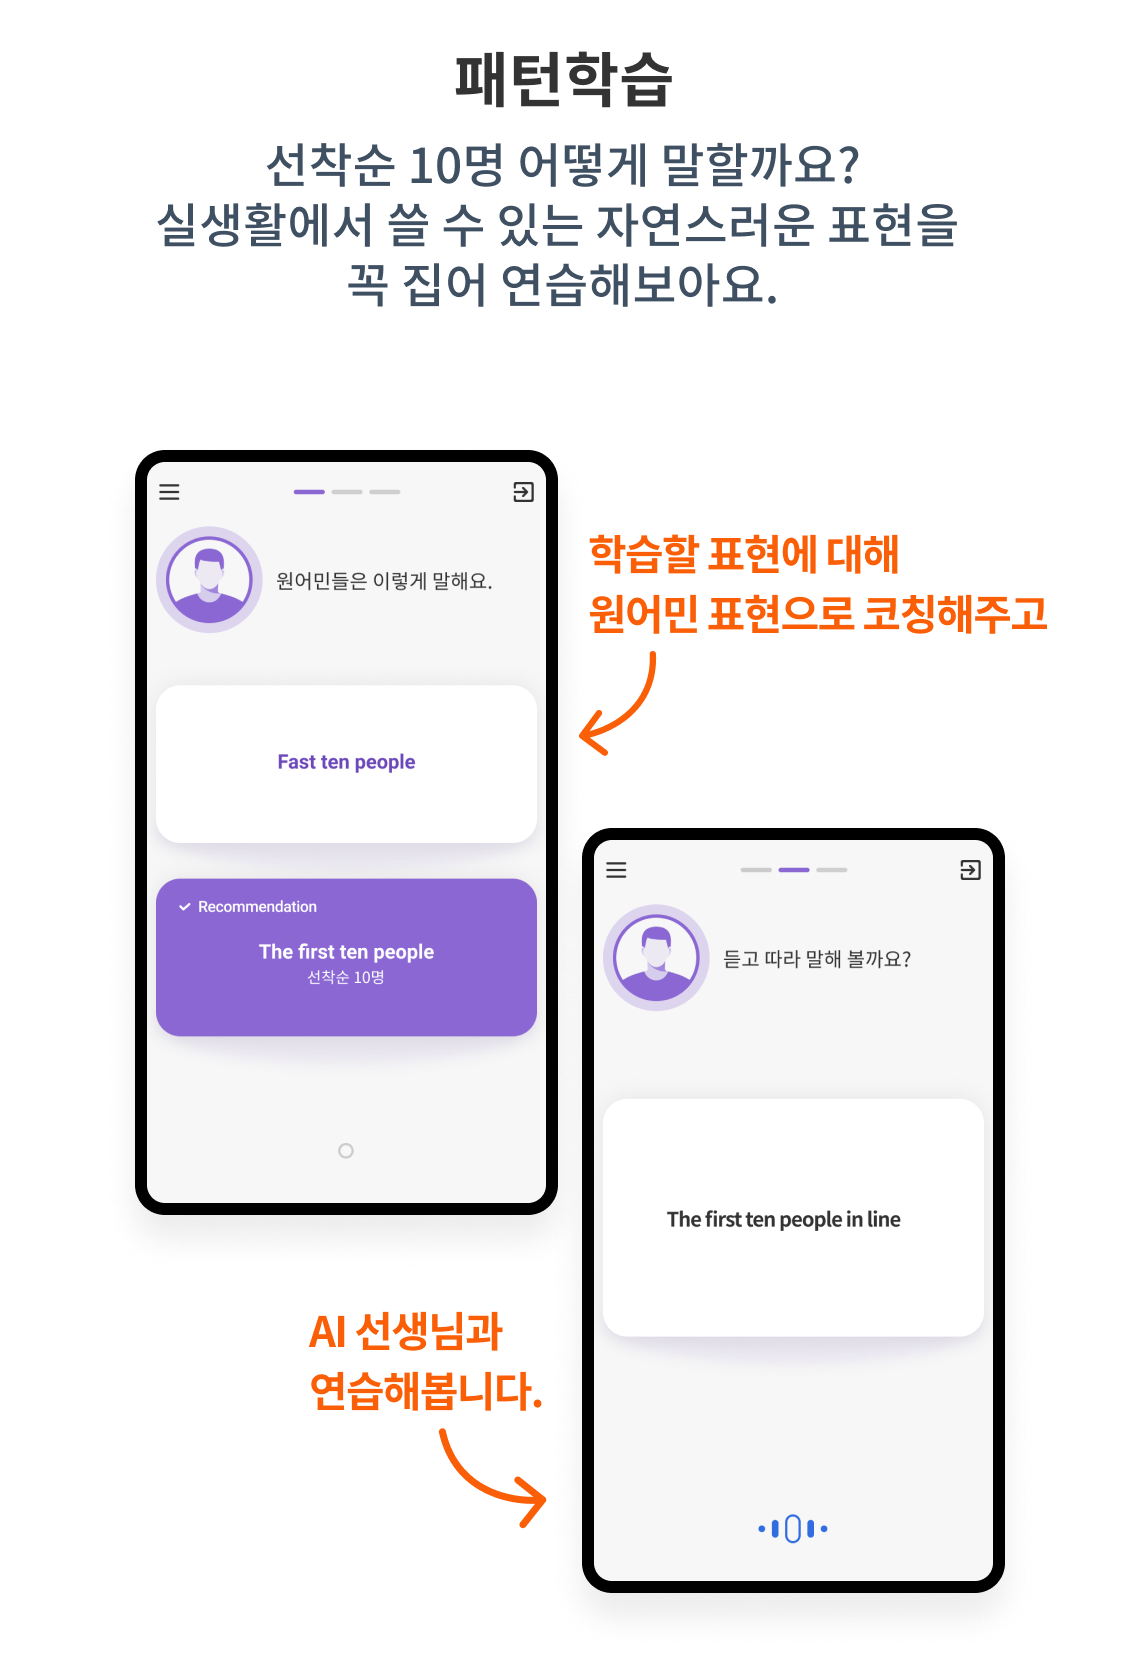 패턴학습
선착순 10명 어떻게 말할까요?
실생활에서 쓸 수 있는 자연스러운 표현을
꼭 집어 연습해보아요.
원어민들은 이렇게 말해요.
Fast ten people
Recommendation
The first ten people
선착순 10명
학습할 표현에 대해
원어민 표현으로 코칭해주고
듣고 따라 말해 볼까요?
The first ten people in line
AI 선생님과
연습해봅니다.